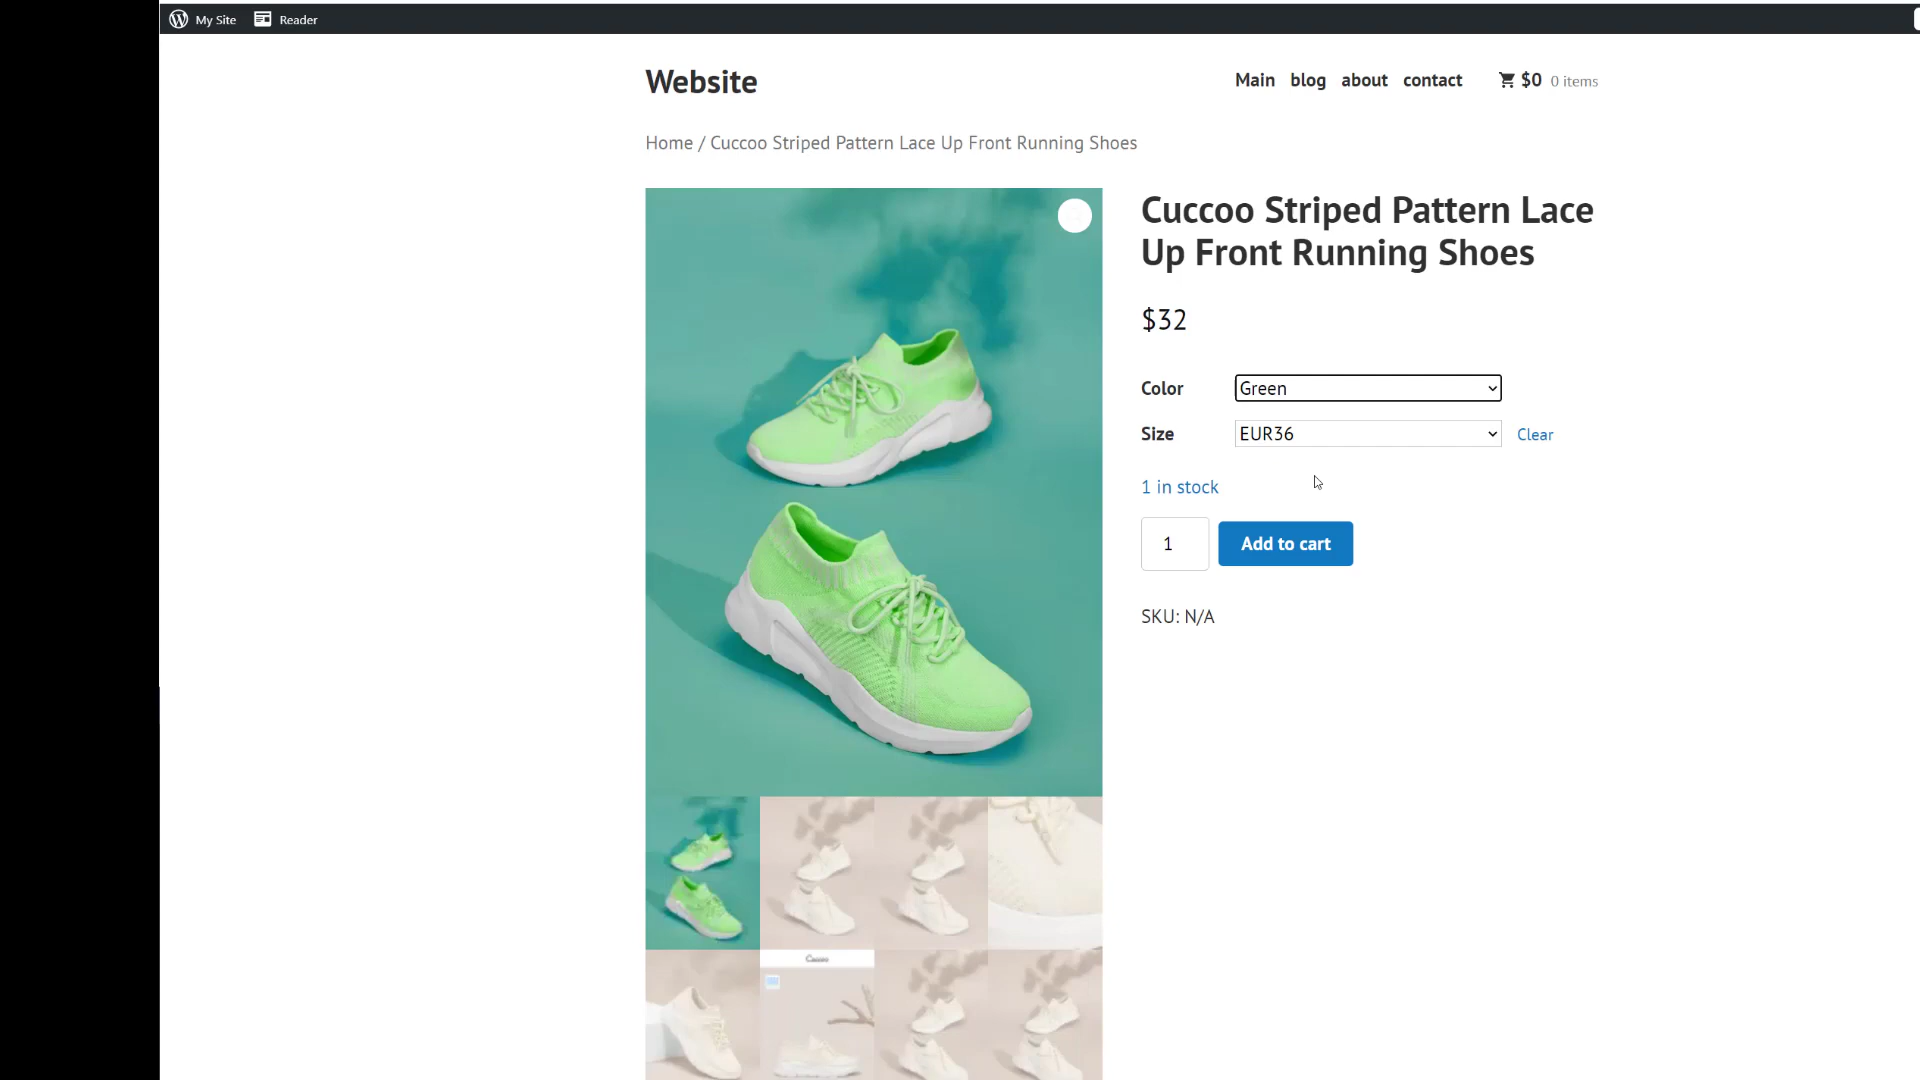 My Site
Reader
Website
Main
blog
about
contact
$0 0 items
Home / Cuccoo Striped Pattern Lace Up Front Running Shoes
Cuccoo Striped Pattern Lace
Up Front Running Shoes
$32
Color
Green
Size
EUR36
Clear
1 in stock
1
Add to cart
SKU: N/A
Cuccoo